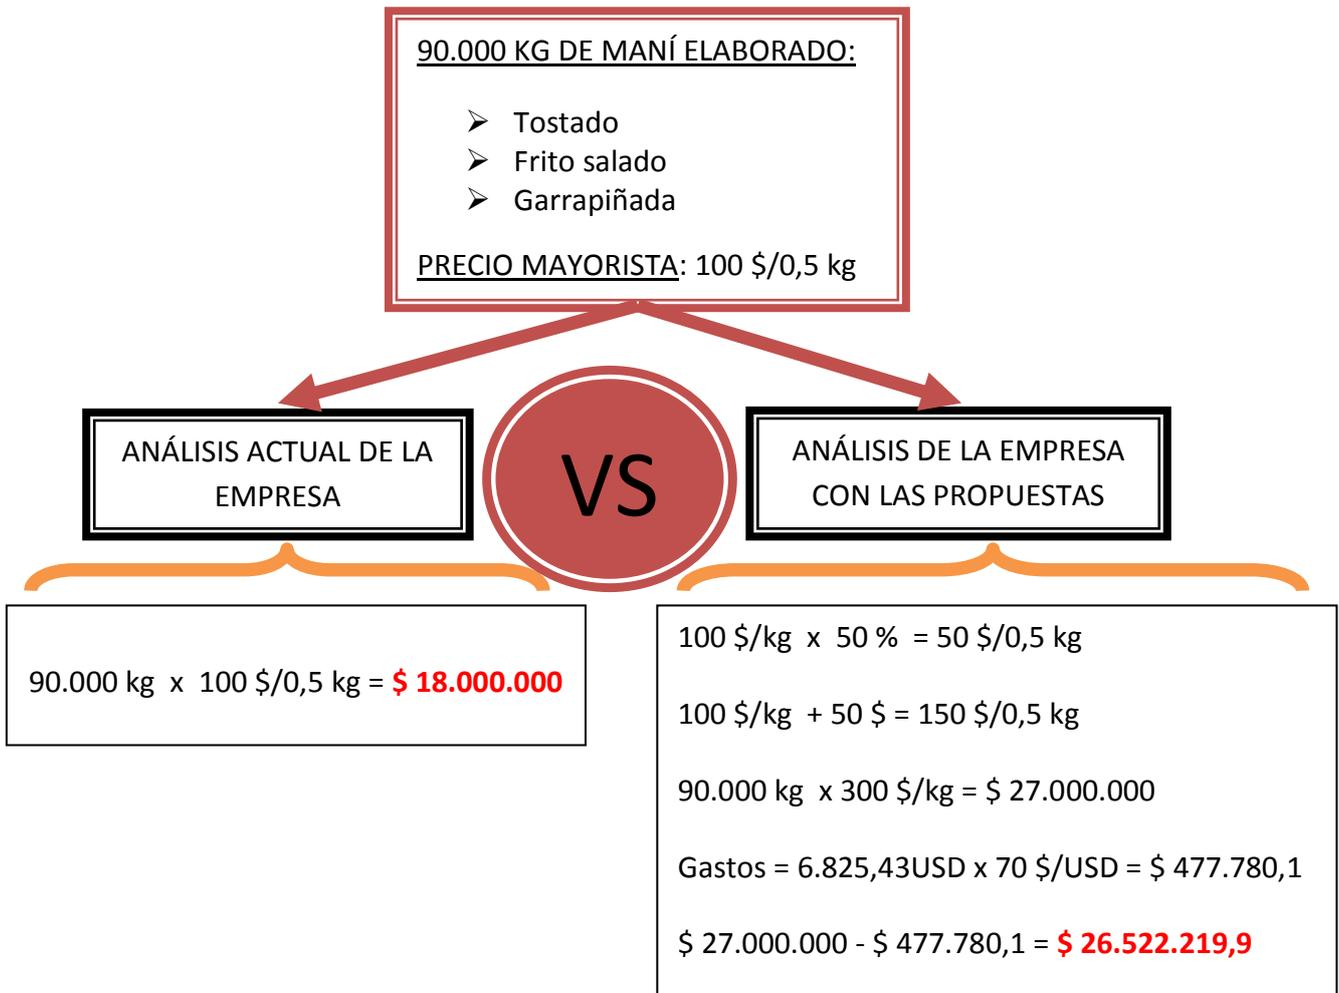 90.000 KG DE MANÍ ELABORADO:
➢ Tostado
➢ Frito salado
➢ Garrapiñada
PRECIO MAYORISTA: 100 $/0,5 kg
ANÁLISIS ACTUAL DE LA
EMPRESA
VS
ANÁLISIS DE LA EMPRESA
CON LAS PROPUESTAS
90.000 kg x 100 $/0,5 kg = $ 18.000.000
100 $/kg x 50 % = 50 $/0,5 kg
100 $/kg + 50 $ = 150 $/0,5 kg
90.000 kg x 300 $/kg = $ 27.000.000
Gastos = 6.825,43USD x 70 $/USD = $ 477.780,1
$ 27.000.000 - $ 477.780,1 = $ 26.522.219,9